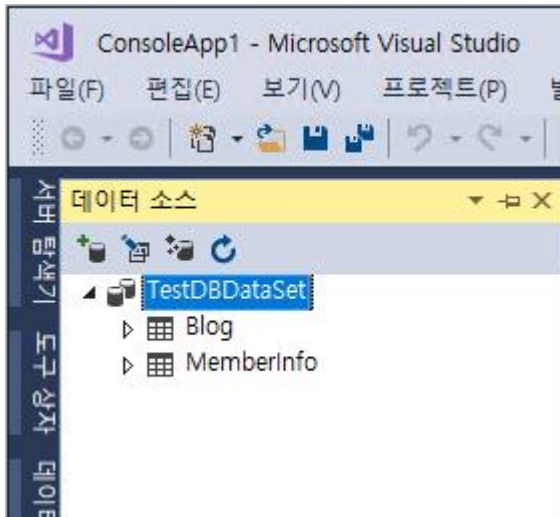 ConsoleApp1 - Microsoft Visual Studio
파일(F) 편집(E) 보기(V) 프로젝트(P)
서버 탐색기
도구 상자
데이터 소스
TestDBDataSet
Blog
MemberInfo